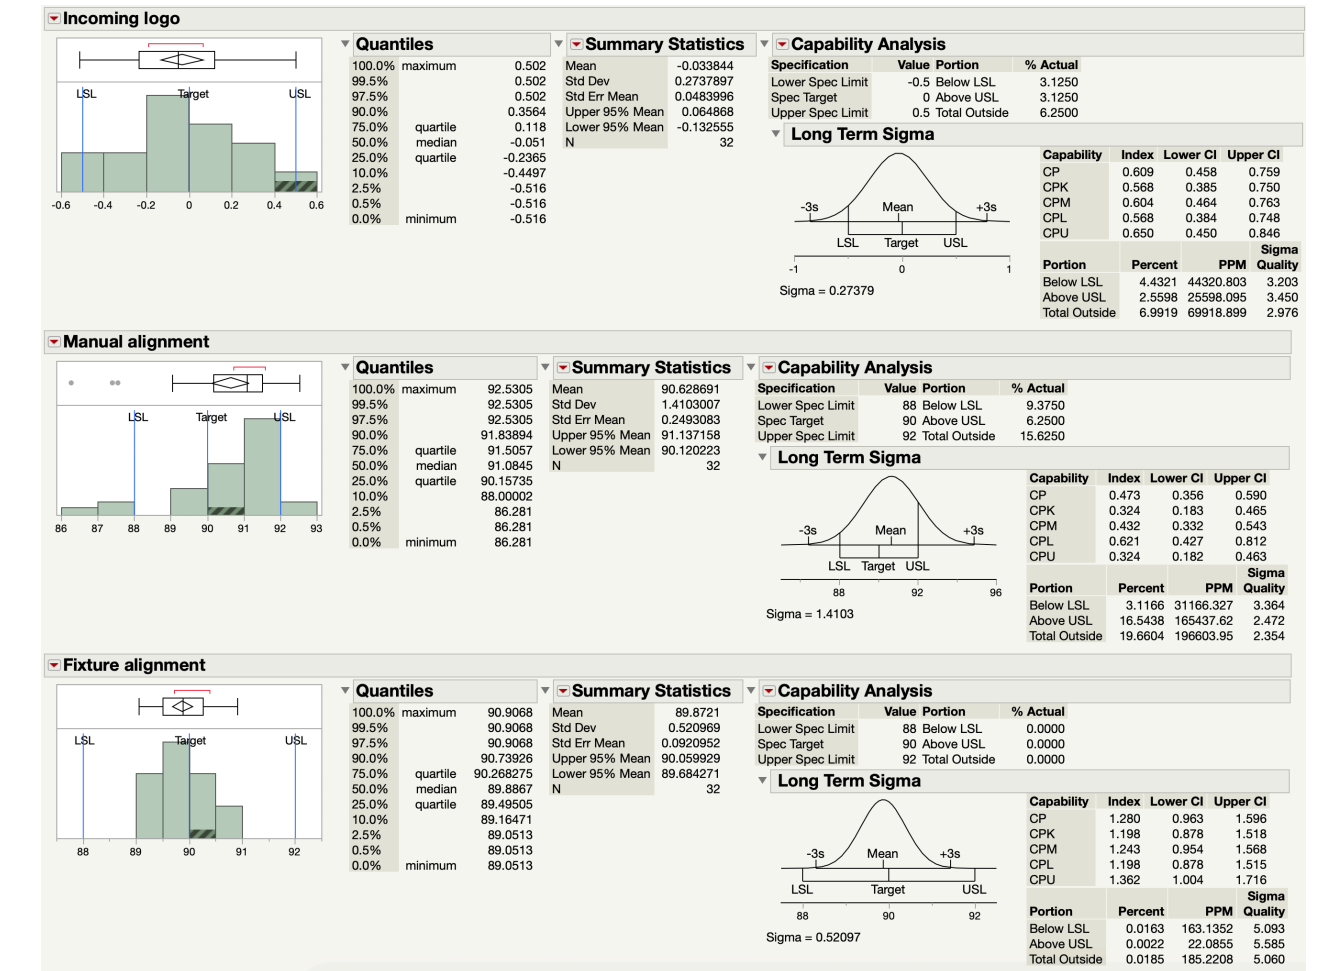 Incoming logo
Quantiles
100.0% maximum 0.502
99.5% 0.502
97.5% 0.502
90.0% 0.3564
75.0% quartile 0.118
50.0% median -0.051
25.0% quartile -0.2365
10.0% -0.4497
2.5% -0.516
0.5% -0.516
0.0% minimum -0.516
LSL Target USL
-0.6 -0.4 -0.2 0 0.2 0.4 0.6
Summary Statistics
Mean -0.033844
Std Dev 0.2737897
Std Err Mean 0.0483996
Upper 95% Mean 0.064868
Lower 95% Mean -0.132555
N 32
Capability Analysis
Specification Value Portion % Actual
Lower Spec Limit -0.5 Below LSL 3.1250
Spec Target 0 Above USL 3.1250
Upper Spec Limit 0.5 Total Outside 6.2500
Long Term Sigma
-3s Mean +3s
LSL Target USL
-1 0 1
Sigma = 0.27379
Capability Index Lower CI Upper CI
CP 0.609 0.458 0.759
CPK 0.568 0.385 0.750
CPM 0.604 0.464 0.763
CPL 0.568 0.384 0.748
CPU 0.650 0.450 0.846
Sigma
Portion Percent PPM Quality
Below LSL 4.4321 44320.803 3.203
Above USL 2.5598 25598.095 3.450
Total Outside 6.9919 69918.899 2.976
Manual alignment
LSL Target USL
86 87 88 89 90 91 92 93
Quantiles
100.0% maximum 92.5305
99.5% 92.5305
97.5% 92.5305
90.0% 91.83894
75.0% quartile 91.5057
50.0% median 91.0845
25.0% quartile 90.15735
10.0% 88.00002
2.5% 86.281
0.5% 86.281
0.0% minimum 86.281
Summary Statistics
Mean 90.628691
Std Dev 1.4103007
Std Err Mean 0.2493083
Upper 95% Mean 91.137158
Lower 95% Mean 90.120223
N 32
Capability Analysis
Specification Value Portion % Actual
Lower Spec Limit 88 Below LSL 9.3750
Spec Target 90 Above USL 6.2500
Upper Spec Limit 92 Total Outside 15.6250
Long Term Sigma
-3s Mean +3s
LSL Target USL
88 92 96
Sigma = 1.4103
Capability Index Lower CI Upper CI
CP 0.473 0.356 0.590
CPK 0.324 0.183 0.465
CPM 0.432 0.332 0.543
CPL 0.621 0.427 0.812
CPU 0.324 0.182 0.463
Sigma
Portion Percent PPM Quality
Below LSL 3.1166 31166.327 3.364
Above USL 16.5438 165437.62 2.472
Total Outside 19.6604 196603.95 2.354
Fixture alignment
LSL Target USL
88 89 90 91 92
Quantiles
100.0% maximum 90.9068
99.5% 90.9068
97.5% 90.9068
90.0% 90.73926
75.0% quartile 90.268275
50.0% median 89.8867
25.0% quartile 89.49505
10.0% 89.16471
2.5% 89.0513
0.5% 89.0513
0.0% minimum 89.0513
Summary Statistics
Mean 89.8721
Std Dev 0.520969
Std Err Mean 0.0920952
Upper 95% Mean 90.059929
Lower 95% Mean 89.684271
N 32
Capability Analysis
Specification Value Portion % Actual
Lower Spec Limit 88 Below LSL 0.0000
Spec Target 90 Above USL 0.0000
Upper Spec Limit 92 Total Outside 0.0000
Long Term Sigma
-3s Mean +3s
LSL Target USL
88 90 92
Sigma = 0.52097
Capability Index Lower CI Upper CI
CP 1.280 0.963 1.596
CPK 1.198 0.878 1.518
CPM 1.243 0.954 1.568
CPL 1.198 0.878 1.515
CPU 1.362 1.004 1.716
Sigma
Portion Percent PPM Quality
Below LSL 0.0163 163.1352 5.093
Above USL 0.0022 22.0855 5.585
Total Outside 0.0185 185.2208 5.060